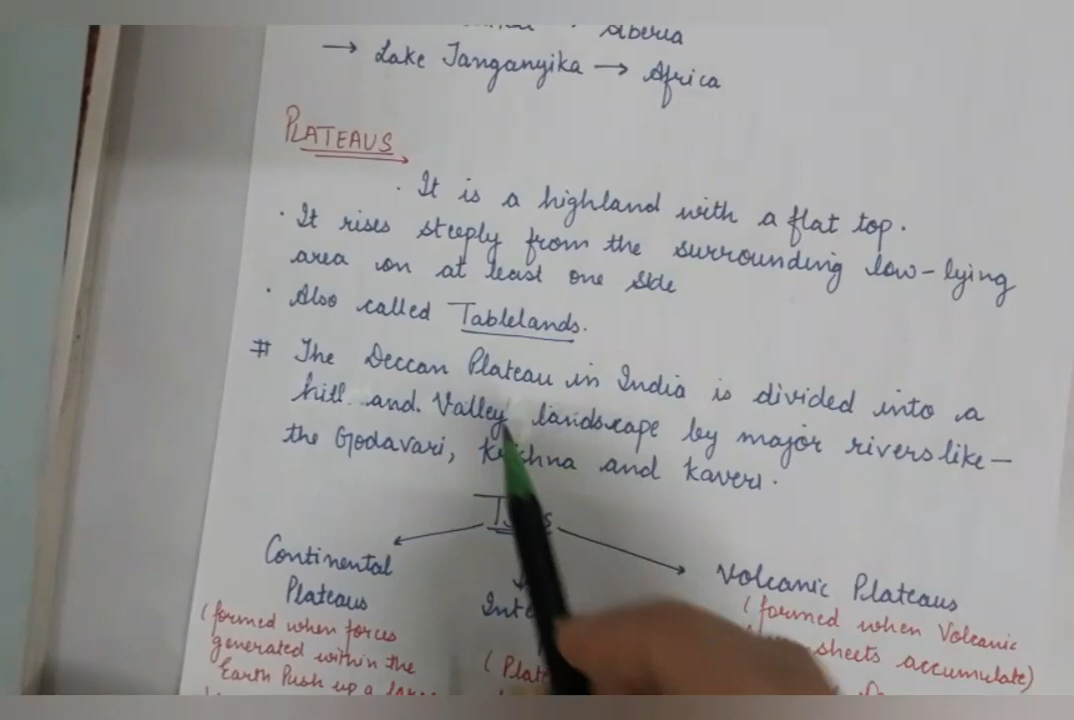 Siberia
→ Lake Tanganyika → Africa
PLATEAUS
· It is a highland with a flat top.
· It rises steeply from the surrounding low-lying
area on at least one side
· Also called Tablelands.
# The Deccan Plateau in India is divided into a
hill and Valley landscape by major rivers like—
the Godavari, Krishna and Kaveri.
Continental
Plateaus
(formed when forces
generated within the
Earth Push up a
Volcanic Plateaus
(formed when Volcanic
sheets accumulate)